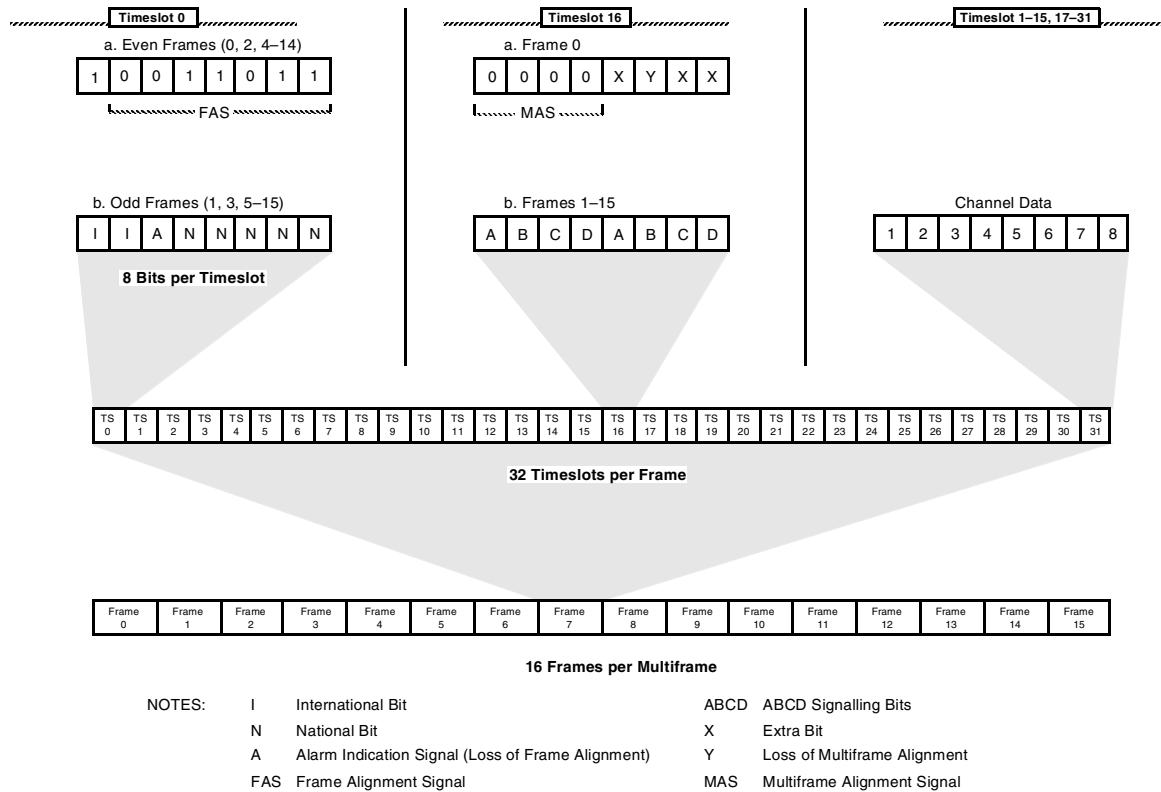 Timeslot 0
a. Even Frames (0, 2, 4–14)
1 0 0 1 1 0 1 1
FAS
b. Odd Frames (1, 3, 5–15)
I I A N N N N N
8 Bits per Timeslot
Timeslot 16
a. Frame 0
0 0 0 0 X Y X X
MAS
b. Frames 1–15
A B C D A B C D
Timeslot 1–15, 17–31
Channel Data
1 2 3 4 5 6 7 8
TS 0 TS 1 TS 2 TS 3 TS 4 TS 5 TS 6 TS 7 TS 8 TS 9 TS 10 TS 11 TS 12 TS 13 TS 14 TS 15 TS 16 TS 17 TS 18 TS 19 TS 20 TS 21 TS 22 TS 23 TS 24 TS 25 TS 26 TS 27 TS 28 TS 29 TS 30 TS 31
32 Timeslots per Frame
Frame 0 Frame 1 Frame 2 Frame 3 Frame 4 Frame 5 Frame 6 Frame 7 Frame 8 Frame 9 Frame 10 Frame 11 Frame 12 Frame 13 Frame 14 Frame 15
16 Frames per Multiframe
NOTES: I International Bit
N National Bit
A Alarm Indication Signal (Loss of Frame Alignment)
FAS Frame Alignment Signal
ABCD ABCD Signalling Bits
X Extra Bit
Y Loss of Multiframe Alignment
MAS Multiframe Alignment Signal